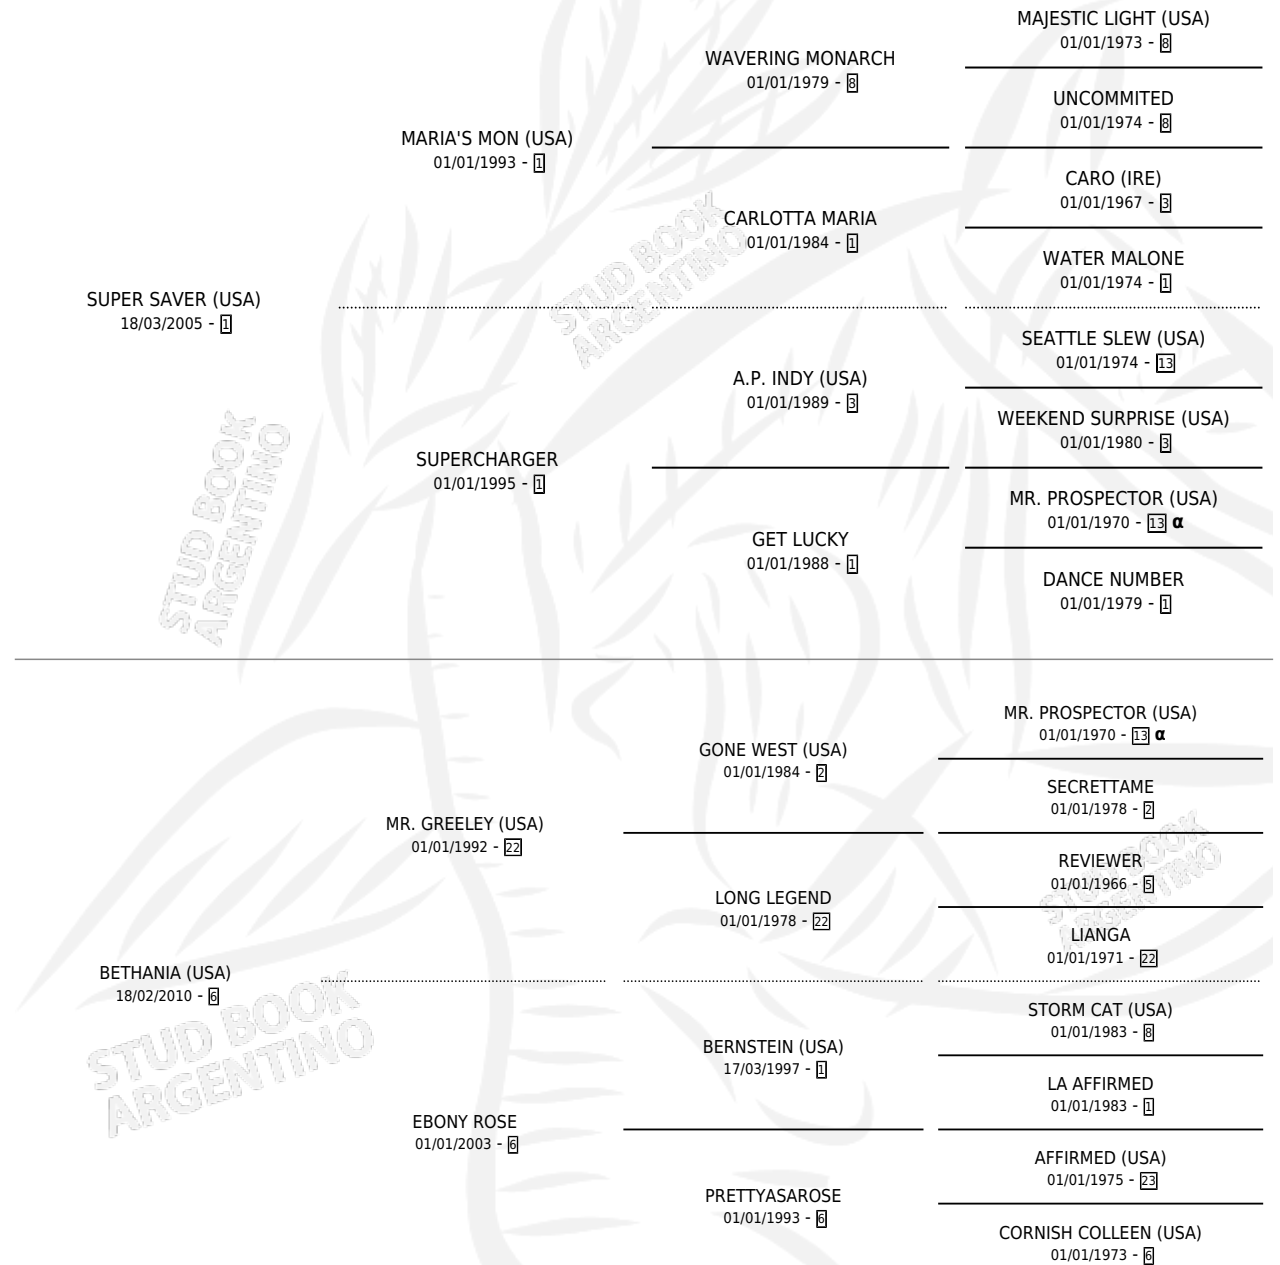 MAJESTIC LIGHT (USA)
01/01/1973 - 8
WAVERING MONARCH
01/01/1979 - 8
UNCOMMITED
01/01/1974 - 8
MARIA'S MON (USA)
01/01/1993 - 1
CARO (IRE)
01/01/1967 - 3
CARLOTTA MARIA
01/01/1984 - 1
WATER MALONE
01/01/1974 - 1
STUD BOOK
ARGENTINO
SUPER SAVER (USA)
18/03/2005 - 1
SEATTLE SLEW (USA)
01/01/1974 - 13
A.P. INDY (USA)
01/01/1989 - 3
WEEKEND SURPRISE (USA)
01/01/1980 - 3
SUPERCHARGER
01/01/1995 - 1
MR. PROSPECTOR (USA)
01/01/1970 - 13 α
GET LUCKY
01/01/1988 - 1
DANCE NUMBER
01/01/1979 - 1
STUD BOOK
ARGENTINO
MR. PROSPECTOR (USA)
01/01/1970 - 13 α
GONE WEST (USA)
01/01/1984 - 2
SECRETTAME
01/01/1978 - 2
MR. GREELEY (USA)
01/01/1992 - 22
REVIEWER
01/01/1966 - 5
LONG LEGEND
01/01/1978 - 22
LIANGA
01/01/1971 - 22
STUD BOOK
ARGENTINO
BETHANIA (USA)
18/02/2010 - 6
STORM CAT (USA)
01/01/1983 - 8
BERNSTEIN (USA)
17/03/1997 - 1
LA AFFIRMED
01/01/1983 - 1
EBONY ROSE
01/01/2003 - 6
AFFIRMED (USA)
01/01/1975 - 23
PRETTYASAROSE
01/01/1993 - 6
CORNISH COLLEEN (USA)
01/01/1973 - 6
STUD BOOK
ARGENTINO